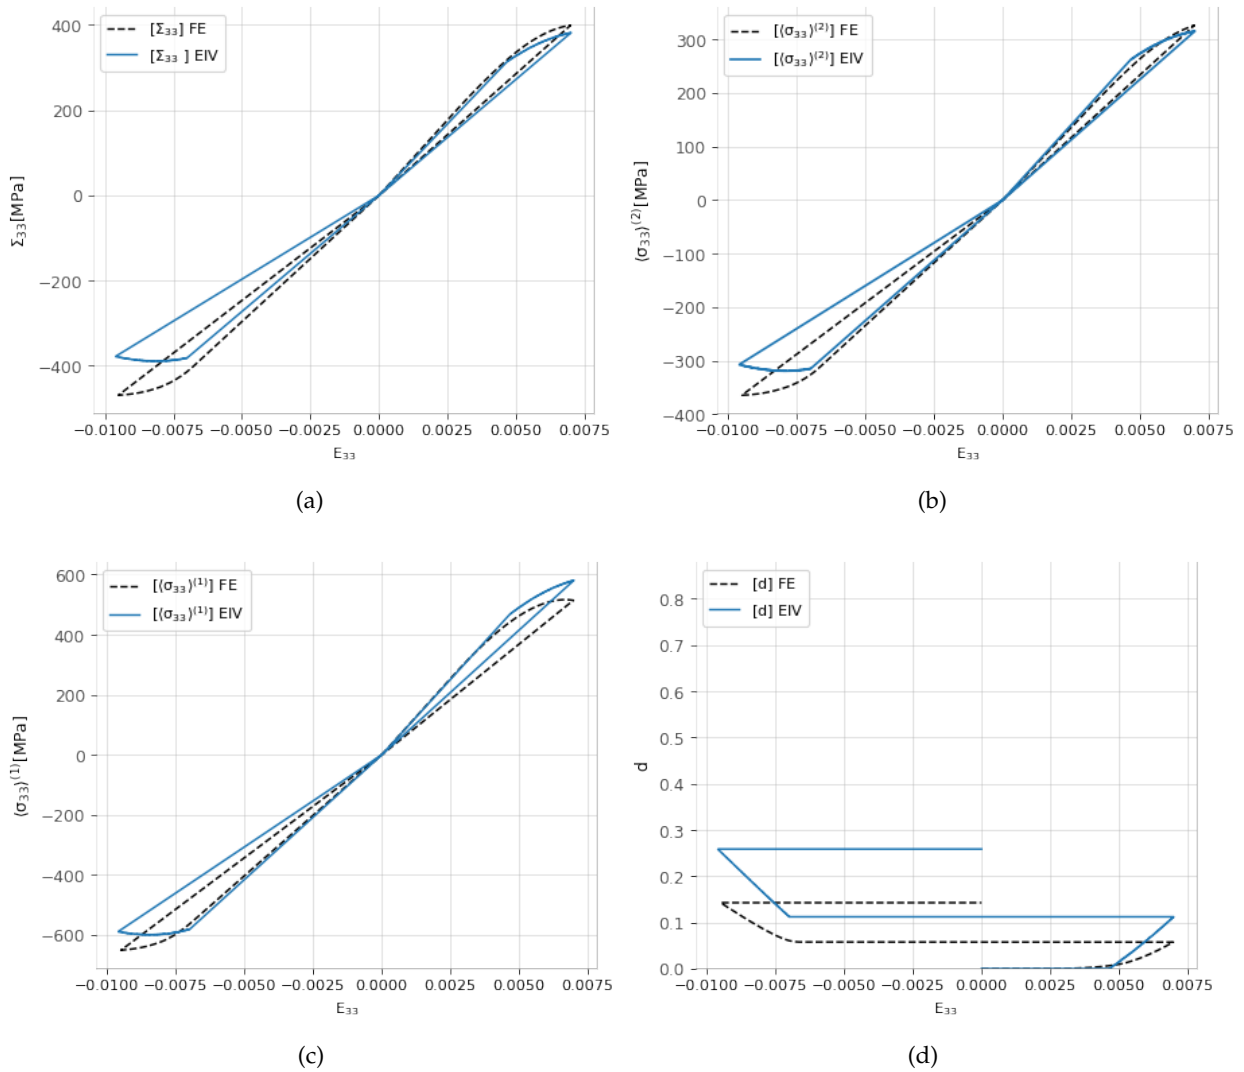 [Σ₃₃] FE
[Σ₃₃ ] EIV
400
200
0
−200
−400
Σ₃₃[MPa]
−0.0100 −0.0075 −0.0050 −0.0025 0.0000 0.0025 0.0050 0.0075
E₃₃
(a)
[⟨σ₃₃⟩⁽²⁾] FE
[⟨σ₃₃⟩⁽²⁾] EIV
300
200
100
0
−100
−200
−300
−400
⟨σ₃₃⟩⁽²⁾[MPa]
−0.0100 −0.0075 −0.0050 −0.0025 0.0000 0.0025 0.0050 0.0075
E₃₃
(b)
[⟨σ₃₃⟩⁽¹⁾] FE
[⟨σ₃₃⟩⁽¹⁾] EIV
600
400
200
0
−200
−400
−600
⟨σ₃₃⟩⁽¹⁾[MPa]
−0.0100 −0.0075 −0.0050 −0.0025 0.0000 0.0025 0.0050 0.0075
E₃₃
(c)
[d] FE
[d] EIV
0.8
0.7
0.6
0.5
0.4
0.3
0.2
0.1
0.0
d
−0.0100 −0.0075 −0.0050 −0.0025 0.0000 0.0025 0.0050 0.0075
E₃₃
(d)